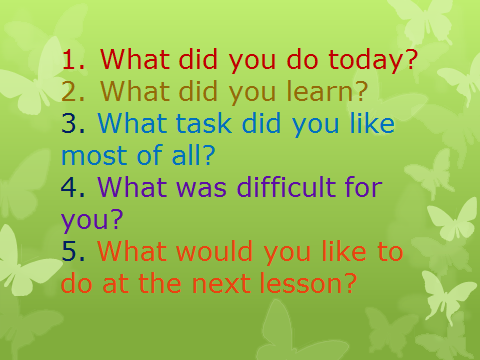 1. What did you do today?
2. What did you learn?
3. What task did you like
most of all?
4. What was difficult for
you?
5. What would you like to
do at the next lesson?